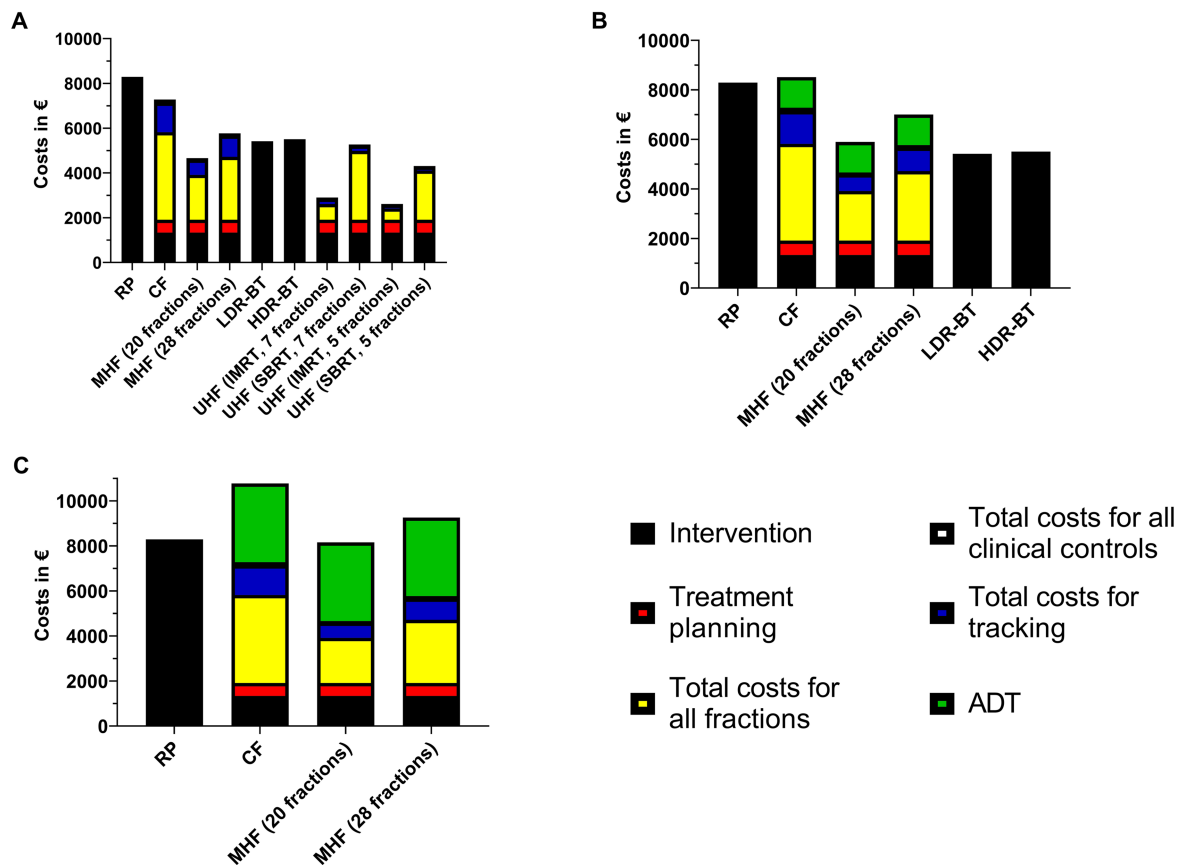 A
Costs in €
10000
8000
6000
4000
2000
0
RP
CF
MHF (20 fractions)
MHF (28 fractions)
LDR-BT
HDR-BT
UHF (IMRT, 7 fractions)
UHF (SBRT, 7 fractions)
UHF (IMRT, 5 fractions)
UHF (SBRT, 5 fractions)
B
Costs in €
10000
8000
6000
4000
2000
0
RP
CF
MHF (20 fractions)
MHF (28 fractions)
LDR-BT
HDR-BT
C
Costs in €
10000
8000
6000
4000
2000
0
RP
CF
MHF (20 fractions)
MHF (28 fractions)
Intervention
Treatment
planning
Total costs for
all fractions
Total costs for all
clinical controls
Total costs for
tracking
ADT